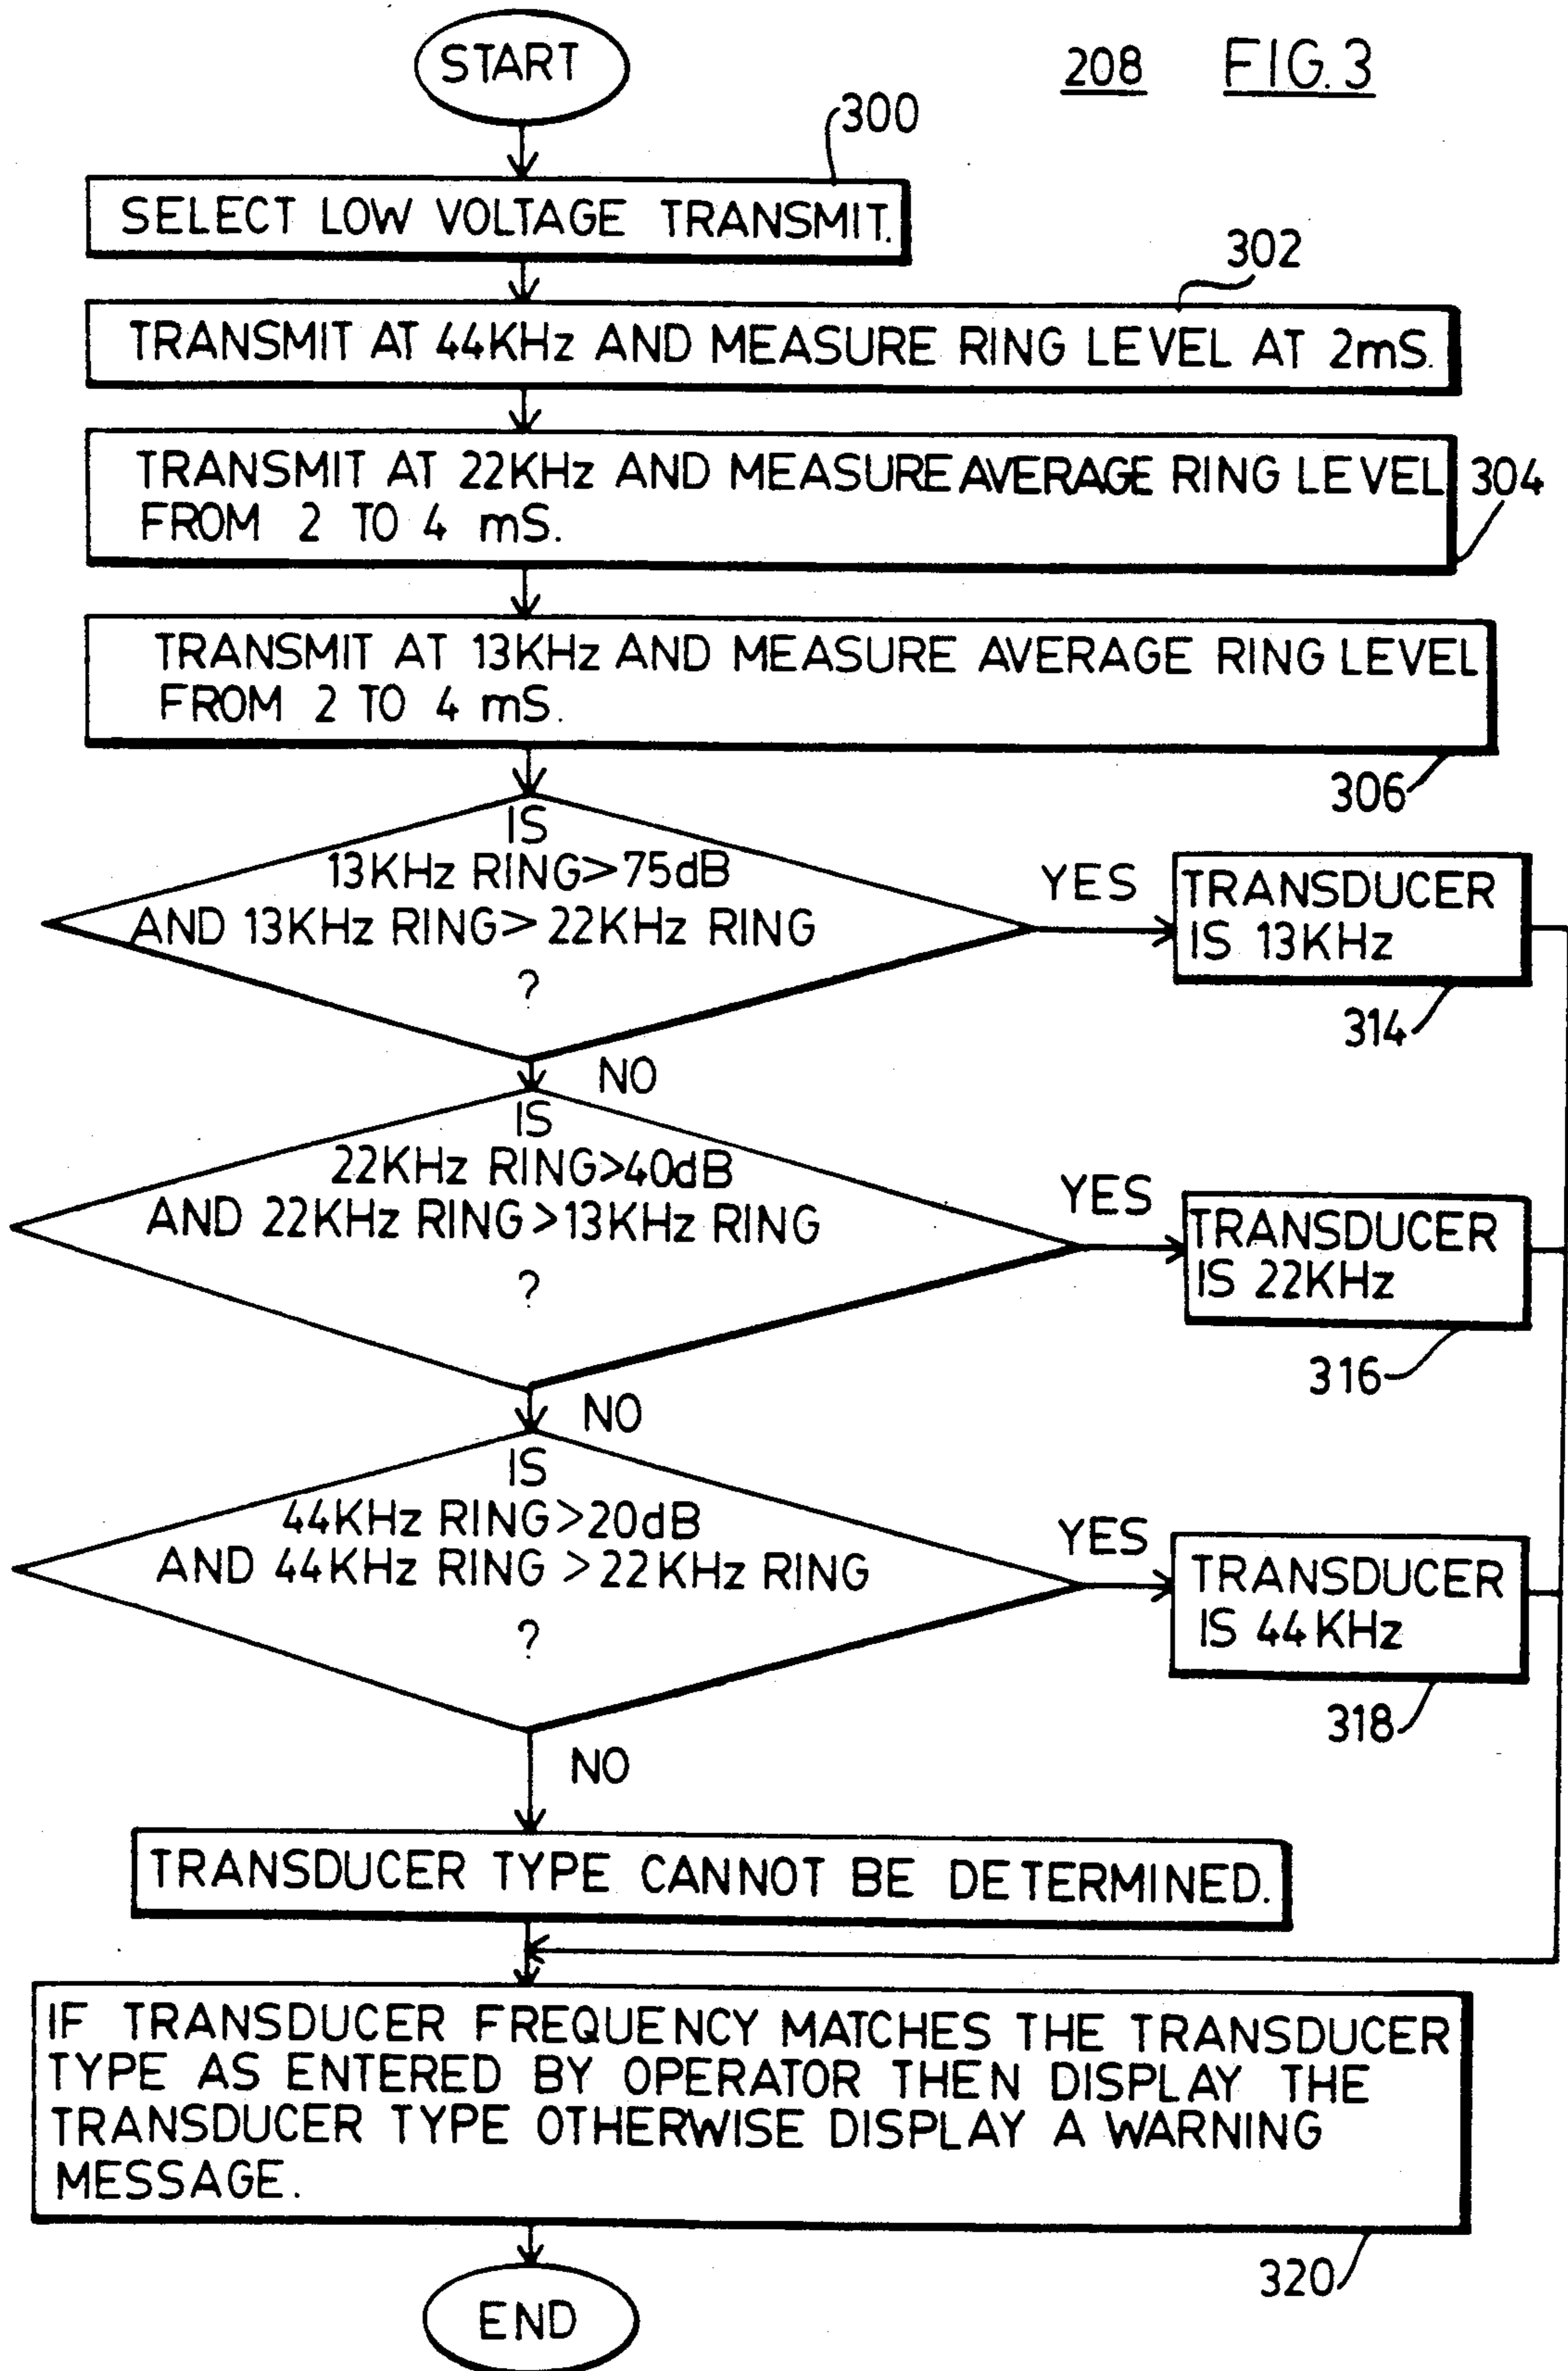 START
208 FIG.3
300
SELECT LOW VOLTAGE TRANSMIT.
302
TRANSMIT AT 44KHz AND MEASURE RING LEVEL AT 2mS.
TRANSMIT AT 22KHz AND MEASURE AVERAGE RING LEVEL
FROM 2 TO 4 mS.
304
TRANSMIT AT 13KHz AND MEASURE AVERAGE RING LEVEL
FROM 2 TO 4 mS.
306
IS
13KHz RING>75dB
AND 13KHz RING> 22KHz RING
?
YES
TRANSDUCER
IS 13KHz
314
NO
IS
22KHz RING>40dB
AND 22KHz RING>13KHz RING
?
YES
TRANSDUCER
IS 22KHz
316
NO
IS
44KHz RING>20dB
AND 44KHz RING >22KHz RING
?
YES
TRANSDUCER
IS 44KHz
318
NO
TRANSDUCER TYPE CANNOT BE DETERMINED.
IF TRANSDUCER FREQUENCY MATCHES THE TRANSDUCER
TYPE AS ENTERED BY OPERATOR THEN DISPLAY THE
TRANSDUCER TYPE OTHERWISE DISPLAY A WARNING
MESSAGE.
320
END